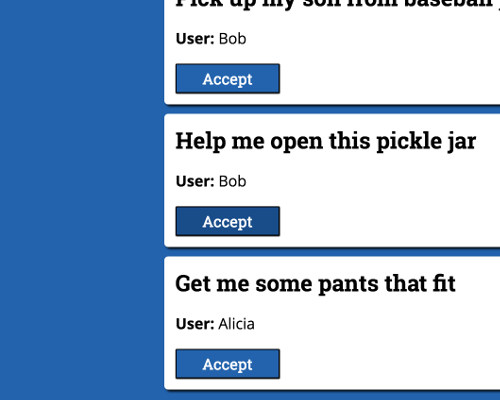 Pick up my son from baseball
User: Bob
Accept
Help me open this pickle jar
User: Bob
Accept
Get me some pants that fit
User: Alicia
Accept